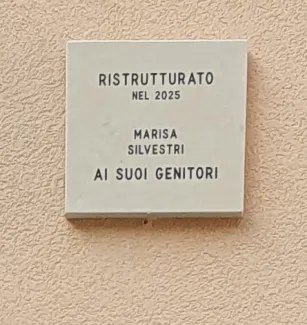 RISTRUTTURATO
NEL 2025
MARISA
SILVESTRI
AI SUOI GENITORI